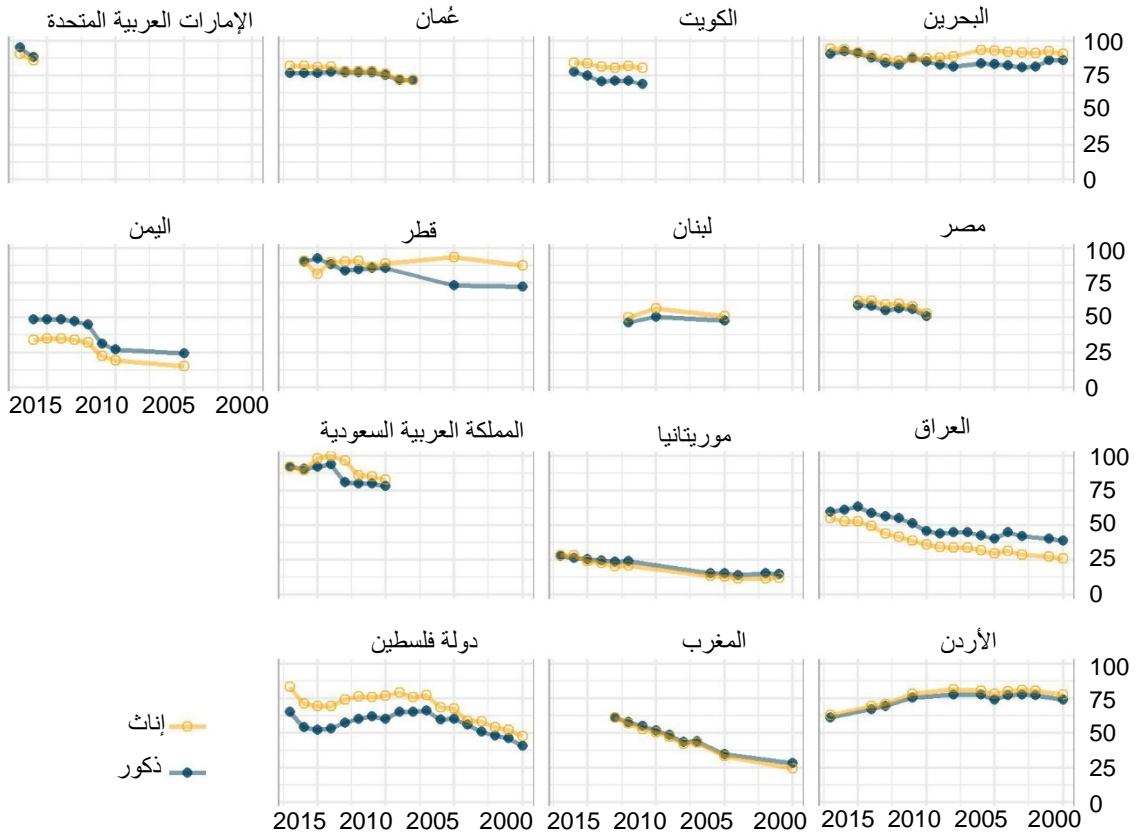 البحرين
الكويت
عُمان
الإمارات العربية المتحدة
100
75
50
25
0
مصر
لبنان
قطر
اليمن
100
75
50
25
0
2015 2010 2005 2000
العراق
موريتانيا
المملكة العربية السعودية
100
75
50
25
0
الأردن
المغرب
دولة فلسطين
100
75
50
25
0
إناث
ذكور
2015 2010 2005 2000
2015 2010 2005 2000
2015 2010 2005 2000